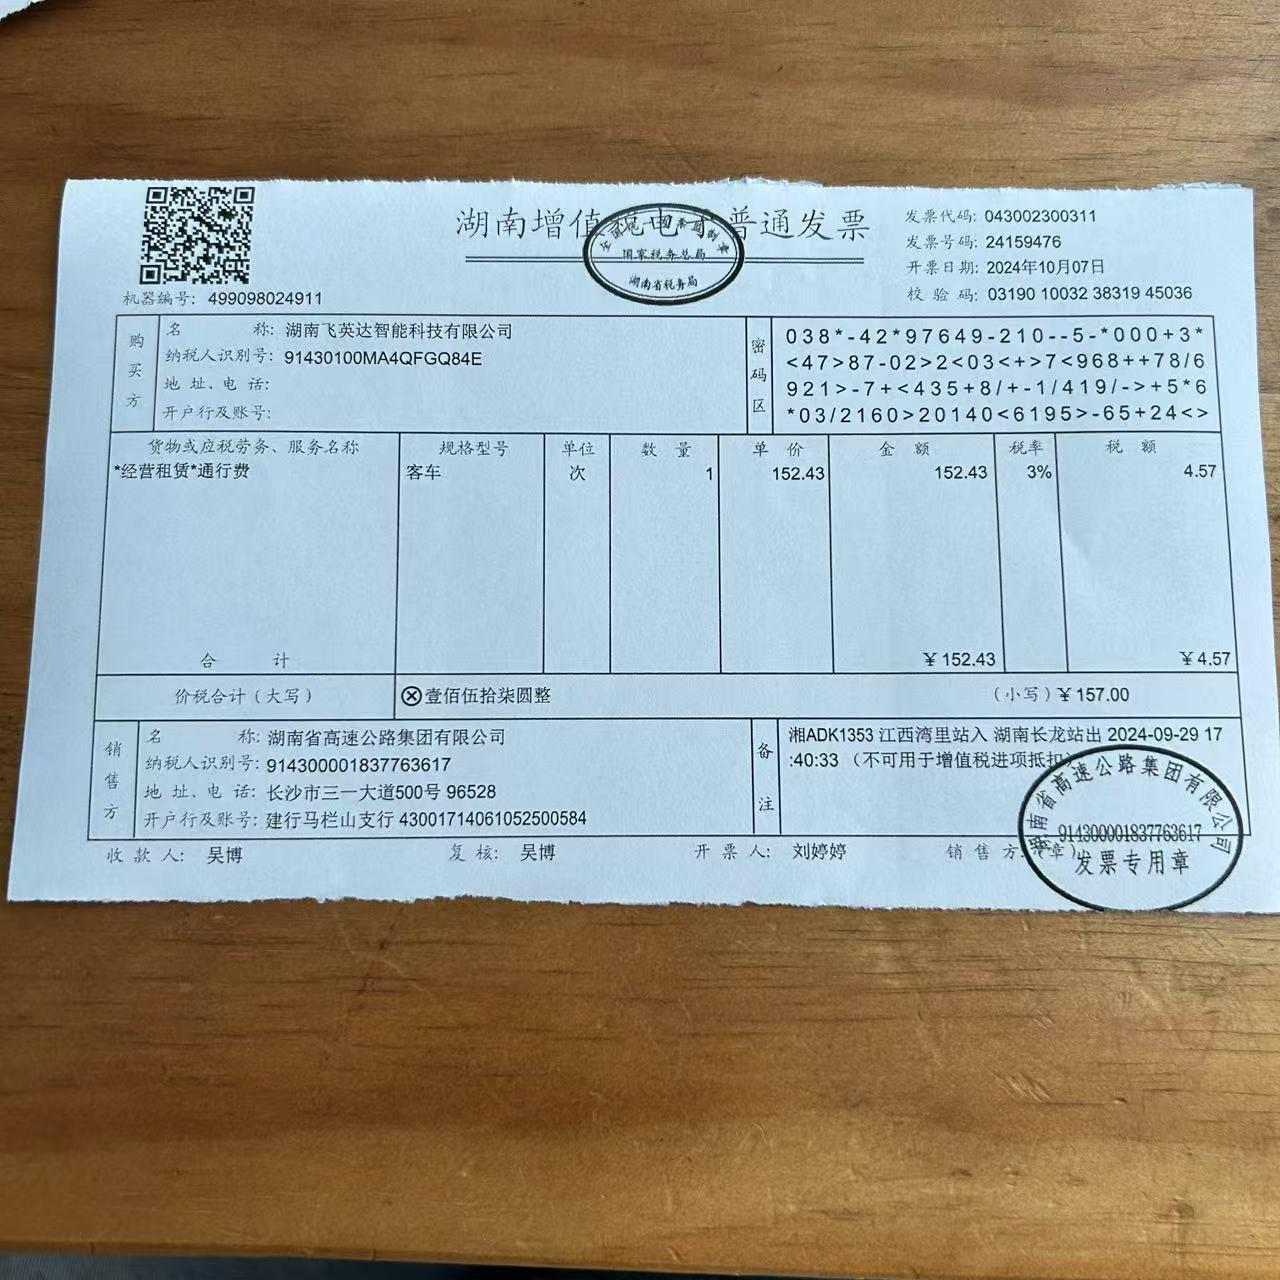 湖南增值税电子普通发票
全国统一发票监制章
国家税务总局
湖南省税务局
发票代码: 043002300311
发票号码: 24159476
开票日期: 2024年10月07日
校 验 码: 03190 10032 38319 45036
机器编号: 499098024911
购买方
名 称: 湖南飞英达智能科技有限公司
纳税人识别号: 91430100MA4QFGQ84E
地 址、电 话:
开户行及账号:
密码区
038*-42*97649-210--5-*000+3*
<47>87-02>2<03<+>7<968++78/6
921>-7+<435+8/+-1/419/->+5*6
*03/2160>20140<6195>-65+24<>
货物或应税劳务、服务名称 规格型号 单位 数 量 单 价 金 额 税率 税 额
*经营租赁*通行费 客车 次 1 152.43 152.43 3% 4.57
合 计 ￥152.43 ￥4.57
价税合计（大写） ⊗壹佰伍拾柒圆整 （小写）￥157.00
销售方
名 称: 湖南省高速公路集团有限公司
纳税人识别号: 914300001837763617
地 址、电 话: 长沙市三一大道500号 96528
开户行及账号: 建行马栏山支行 43001714061052500584
备注
湘ADK1353 江西湾里站入 湖南长龙站出 2024-09-29 17
:40:33 （不可用于增值税进项抵扣）
收 款 人: 吴博 复 核: 吴博 开 票 人: 刘婷婷 销 售 方:（章）
湖南省高速公路集团有限公司
914300001837763617
发票专用章